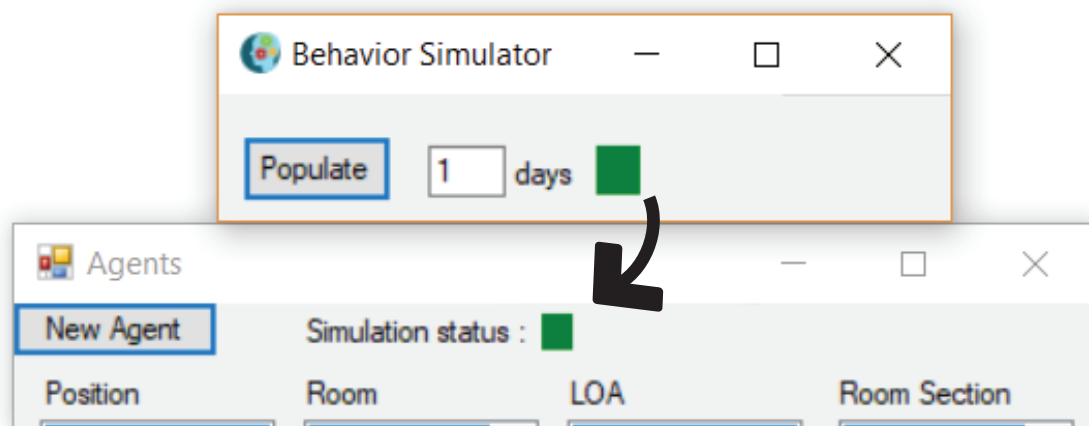 Behavior Simulator
Populate 1 days
Agents
New Agent Simulation status :
Position Room LOA Room Section